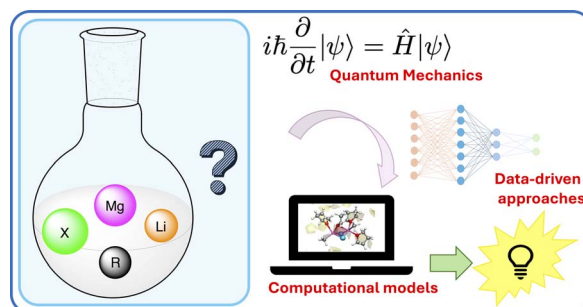 iħ ∂/∂t |ψ⟩ = Ĥ|ψ⟩
Quantum Mechanics
?
Mg
X
Li
R
Data-driven
approaches
Computational models